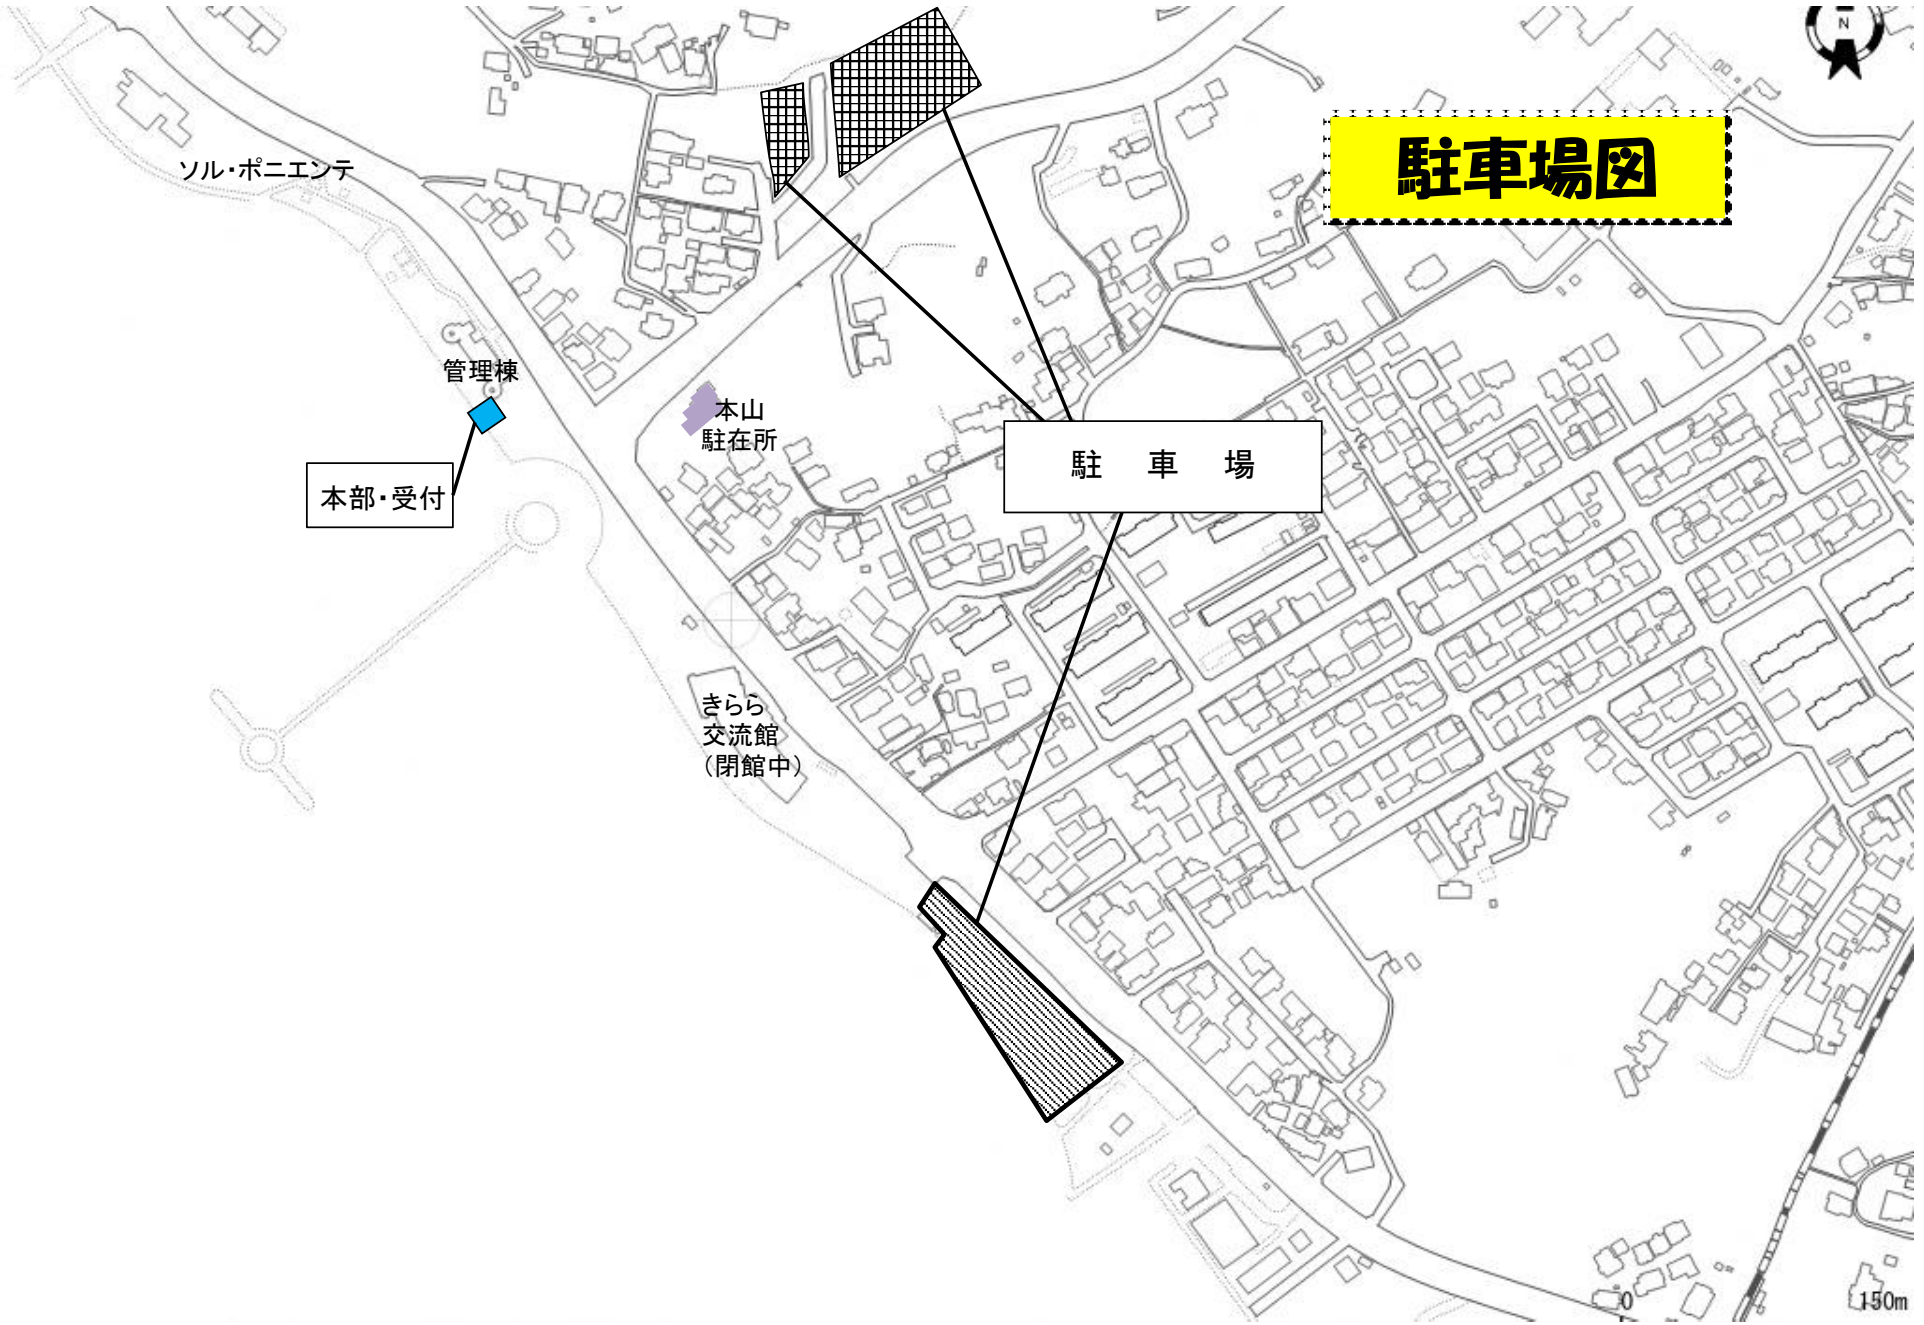 N
駐車場図
ソル・ポニエンテ
管理棟
本山
駐在所
本部・受付
駐 車 場
きらら
交流館
（閉館中）
0
150m